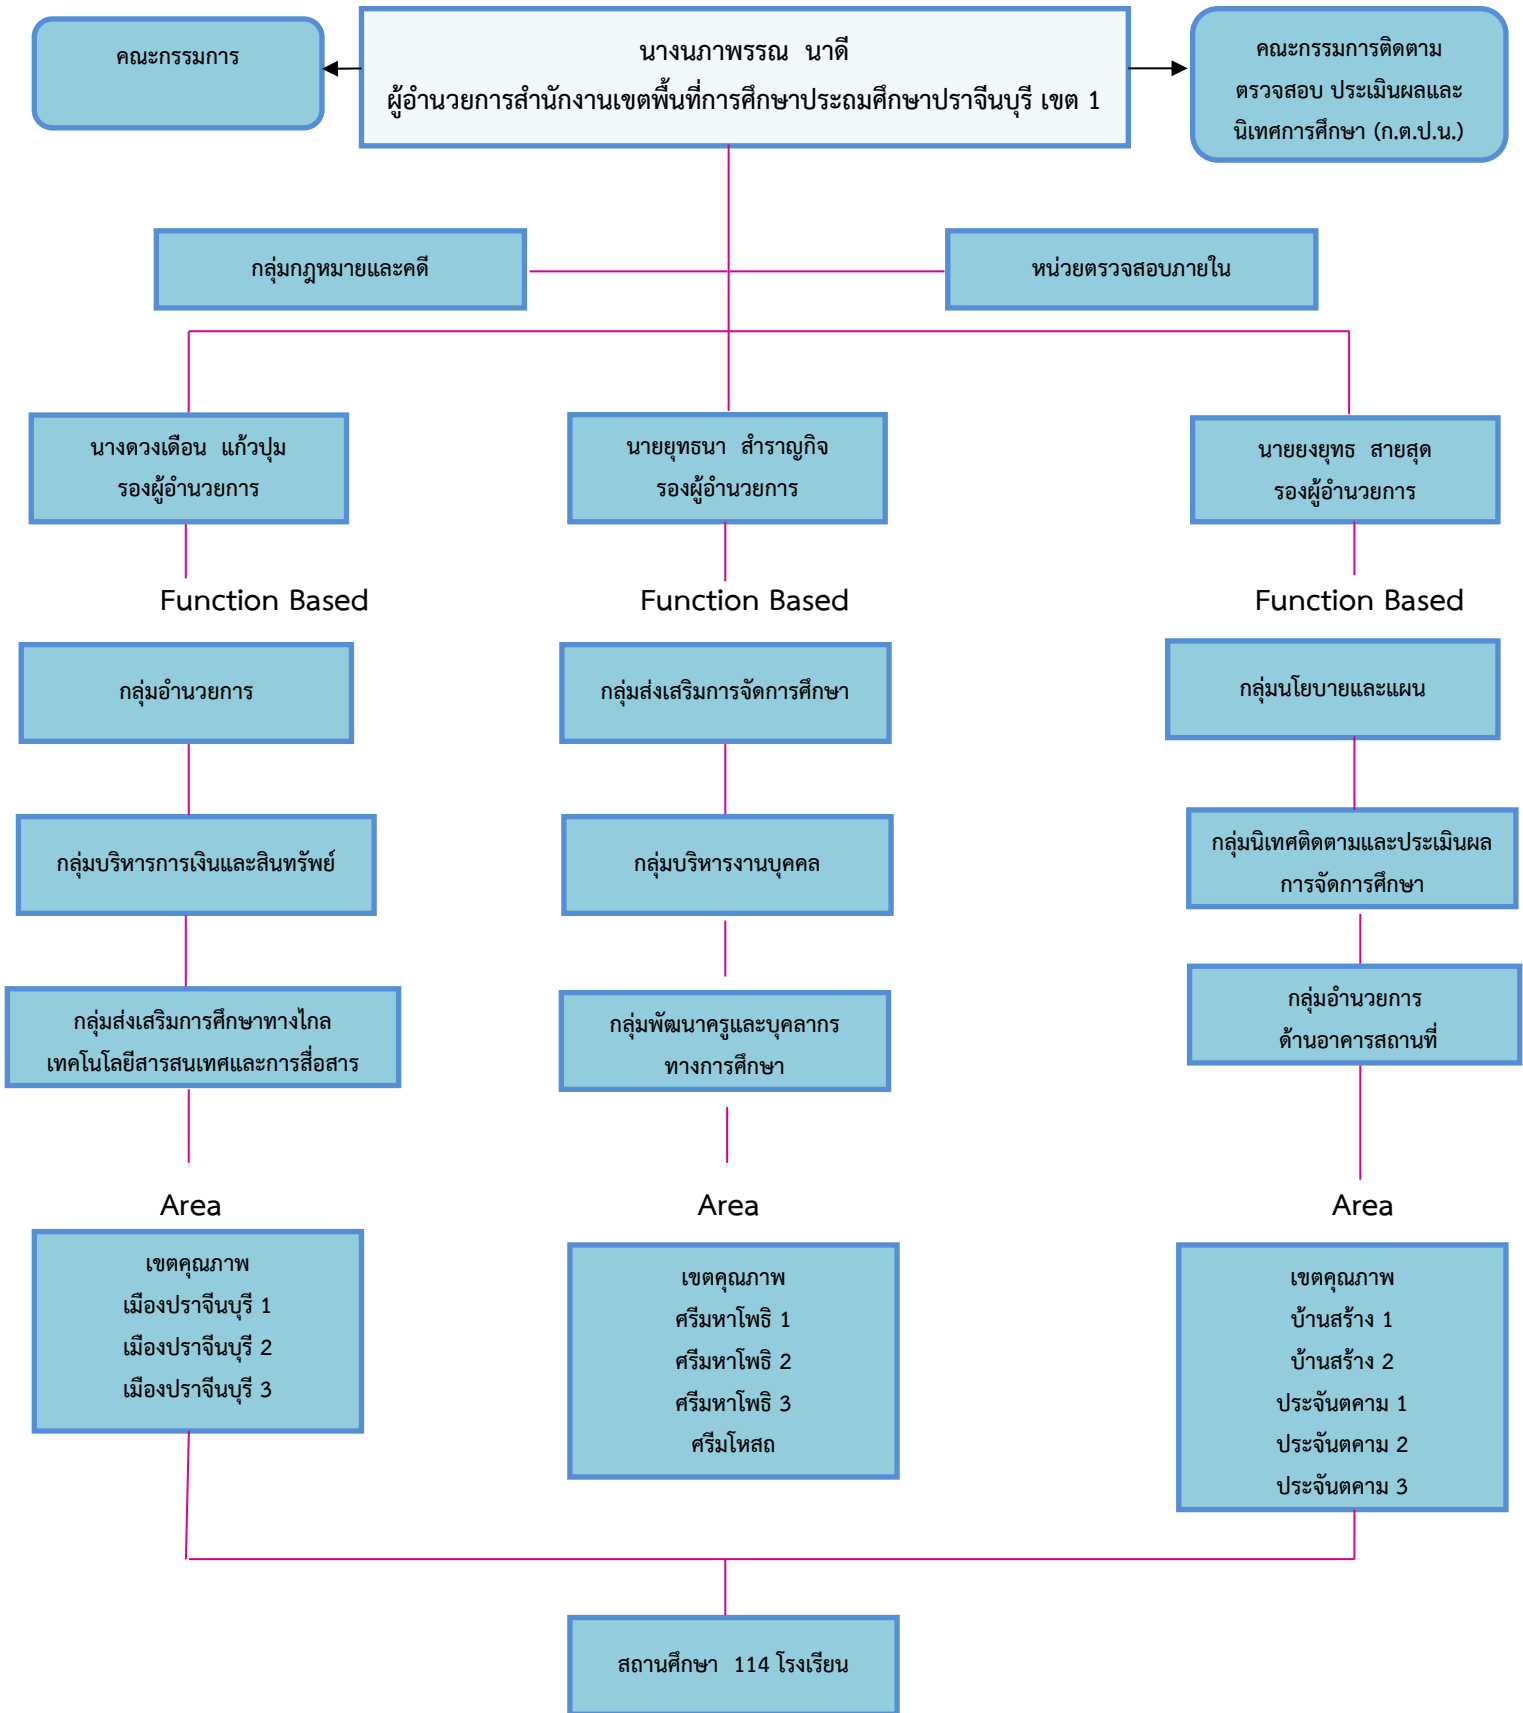 คณะกรรมการ
นางนภาพรรณ นาดี
ผู้อำนวยการสำนักงานเขตพื้นที่การศึกษาประถมศึกษาปราจีนบุรี เขต 1
คณะกรรมการติดตาม
ตรวจสอบ ประเมินผลและ
นิเทศการศึกษา (ก.ต.ป.น.)
กลุ่มกฎหมายและคดี
หน่วยตรวจสอบภายใน
นางดวงเดือน แก้วปุม
รองผู้อำนวยการ
นายยุทธนา สำราญกิจ
รองผู้อำนวยการ
นายยงยุทธ สายสุด
รองผู้อำนวยการ
Function Based
Function Based
Function Based
กลุ่มอำนวยการ
กลุ่มส่งเสริมการจัดการศึกษา
กลุ่มนโยบายและแผน
กลุ่มบริหารการเงินและสินทรัพย์
กลุ่มบริหารงานบุคคล
กลุ่มนิเทศติดตามและประเมินผล
การจัดการศึกษา
กลุ่มส่งเสริมการศึกษาทางไกล
เทคโนโลยีสารสนเทศและการสื่อสาร
กลุ่มพัฒนาครูและบุคลากร
ทางการศึกษา
กลุ่มอำนวยการ
ด้านอาคารสถานที่
Area
Area
Area
เขตคุณภาพ
เมืองปราจีนบุรี 1
เมืองปราจีนบุรี 2
เมืองปราจีนบุรี 3
เขตคุณภาพ
ศรีมหาโพธิ 1
ศรีมหาโพธิ 2
ศรีมหาโพธิ 3
ศรีมโหสถ
เขตคุณภาพ
บ้านสร้าง 1
บ้านสร้าง 2
ประจันตคาม 1
ประจันตคาม 2
ประจันตคาม 3
สถานศึกษา 114 โรงเรียน